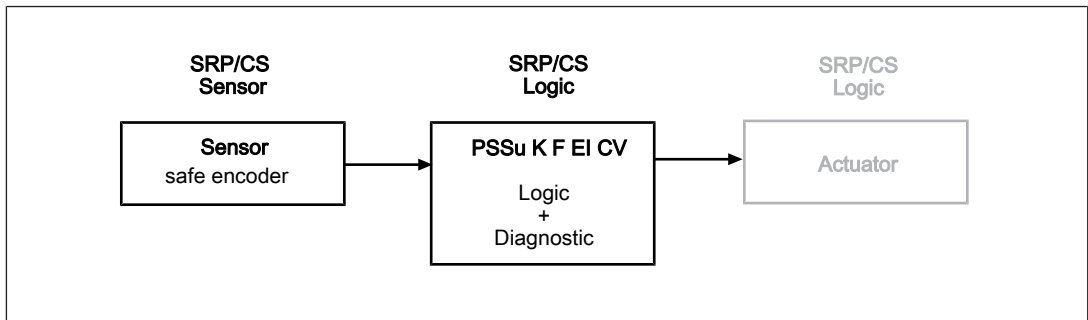 SRP/CS
Sensor
SRP/CS
Logic
SRP/CS
Logic
Sensor
safe encoder
PSSu K F EI CV
Logic
+
Diagnostic
Actuator